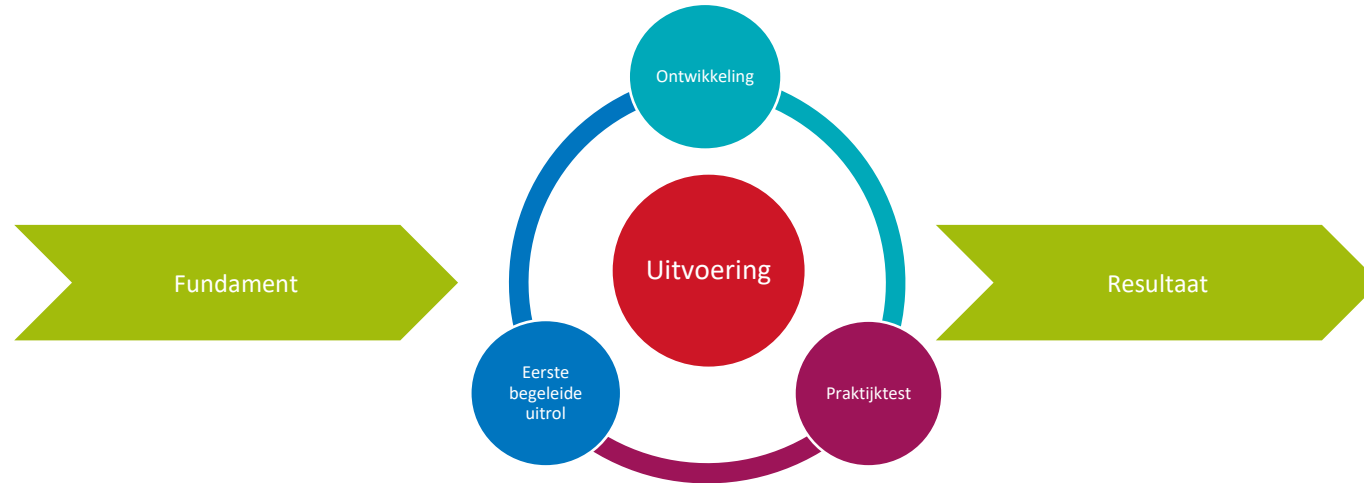 Ontwikkeling
Fundament
Uitvoering
Resultaat
Eerste
begeleide
uitrol
Praktijktest